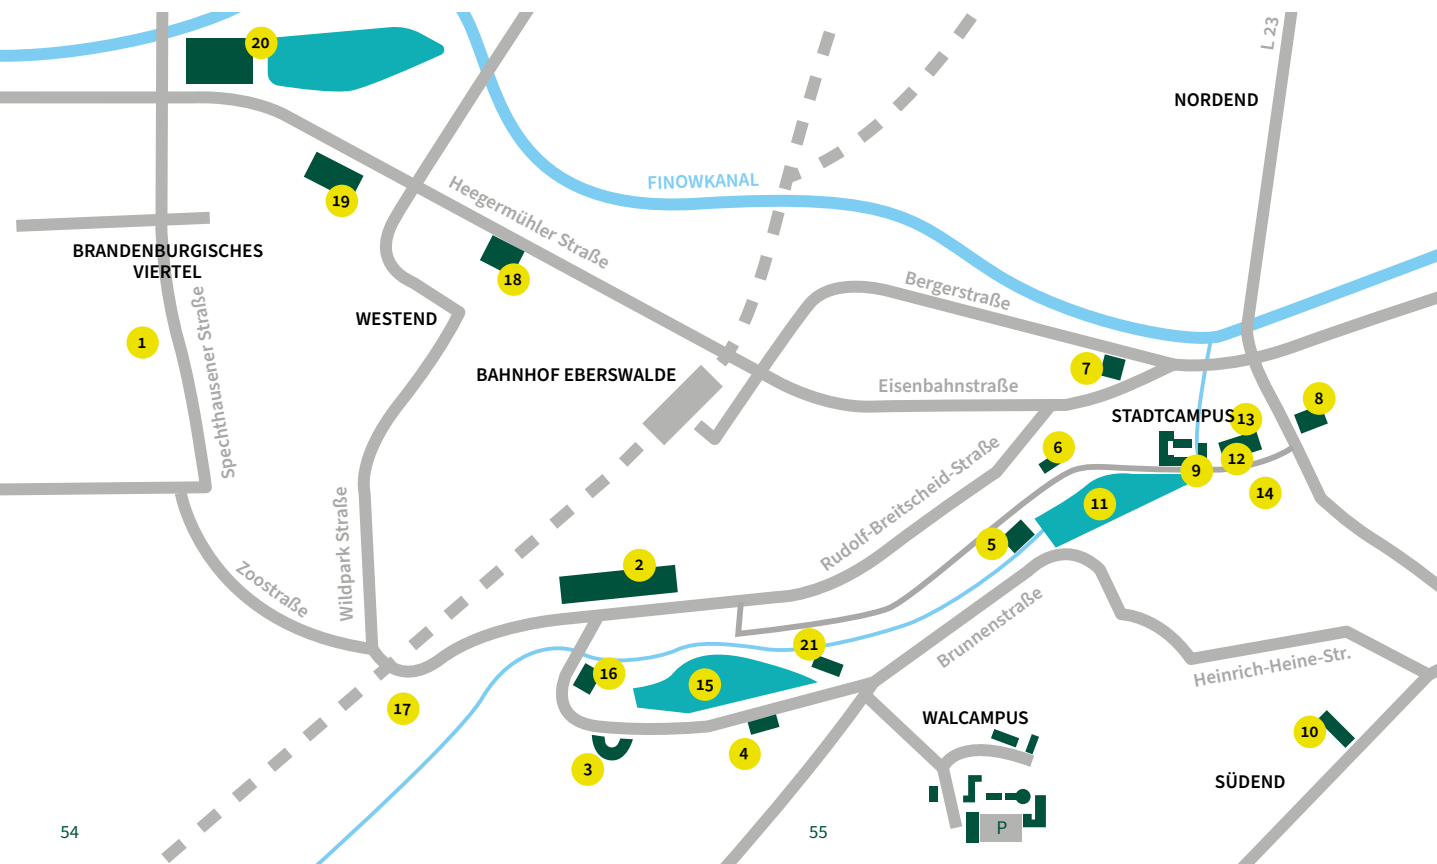 L 23
20
NORDEND
FINOWKANAL
19
Heegermühler Straße
BRANDENBURGISCHES
VIERTEL
18
Bergerstraße
WESTEND
1
Spechthausener Straße
BAHNHOF EBERSWALDE
7
Eisenbahnstraße
8
STADTCAMPUS
13
6
12
9
14
Rudolf-Breitscheid-Straße
11
5
Wildpark Straße
Zoostraße
2
Brunnenstraße
21
Heinrich-Heine-Str.
16
15
17
WALCAMPUS
10
4
3
SÜDEND
P
54
55